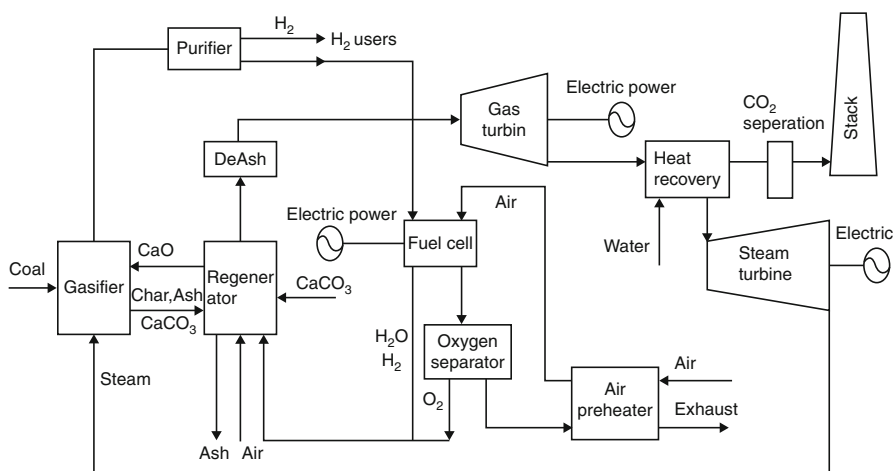 H₂
Purifier
H₂ users
Gas
turbin
Electric power
CO₂
seperation
Stack
DeAsh
Heat
recovery
Air
Electric power
Fuel cell
Water
Steam
turbine
Electric
Coal
Gasifier
CaO
Char,Ash
CaCO₃
Regener
ator
CaCO₃
H₂O
H₂
Oxygen
separator
Steam
O₂
Air
preheater
Air
Exhaust
Ash
Air